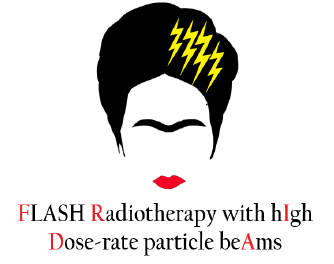 FLASH Radiotherapy with hIgh
Dose-rate particle beAms